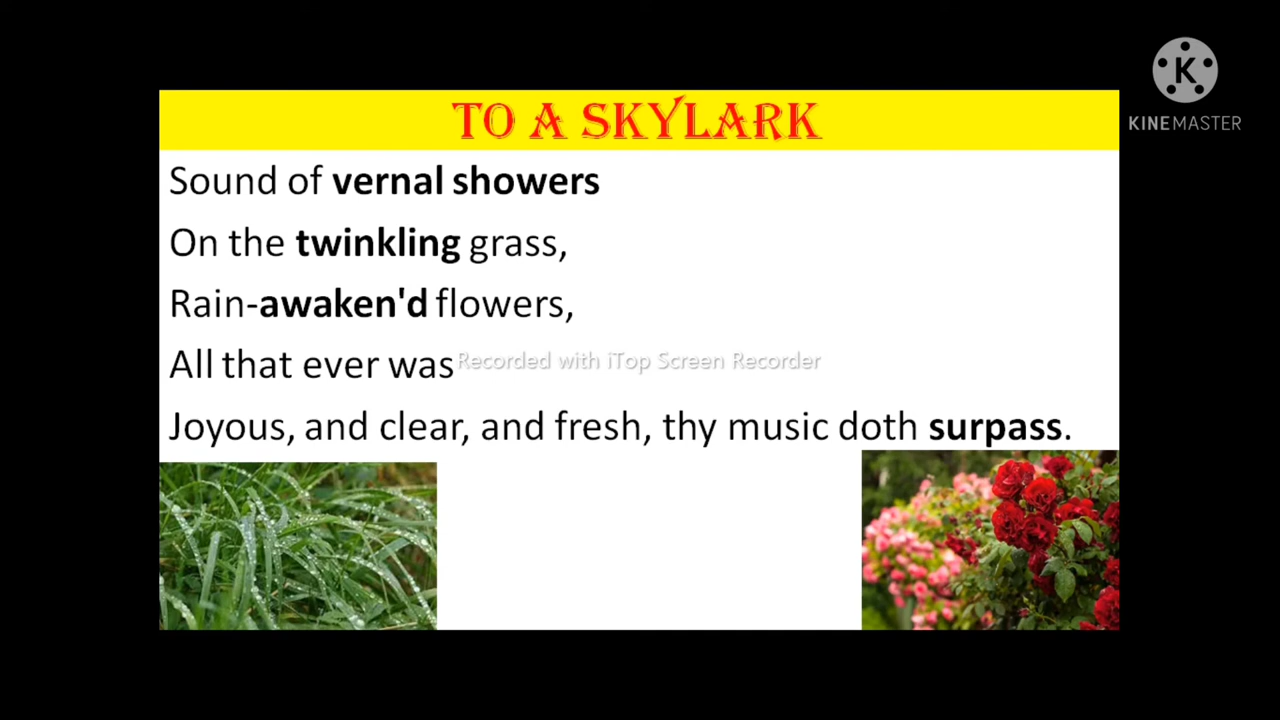 K
KINEMASTER
TO A SKYLARK
Sound of vernal showers
On the twinkling grass,
Rain-awaken'd flowers,
All that ever was
Recorded with iTop Screen Recorder
Joyous, and clear, and fresh, thy music doth surpass.